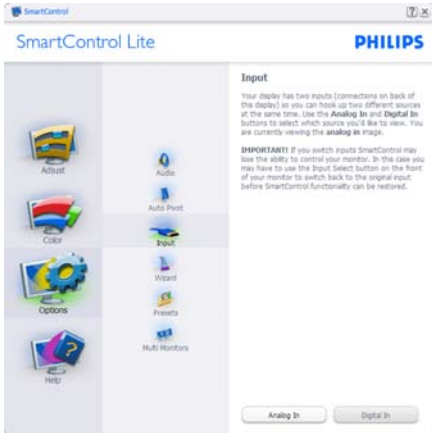 SmartControl
SmartControl Lite
PHILIPS
Adjust
Color
Options
Help
Audio
Auto Pivot
Input
Wizard
Presets
Multi Monitors
Input
Your display has two inputs (connections on back of
the display) so you can hook up two different sources
at the same time. Use the Analog In and Digital In
buttons to select which source you'd like to view. You
are currently viewing the analog in image.
IMPORTANT! If you switch inputs SmartControl may
lose the ability to control your monitor. In the case you
may have to use the Input Select button on the front
of your monitor to switch back to the original input
before SmartControl functionality can be restored.
Analog In
Digital In